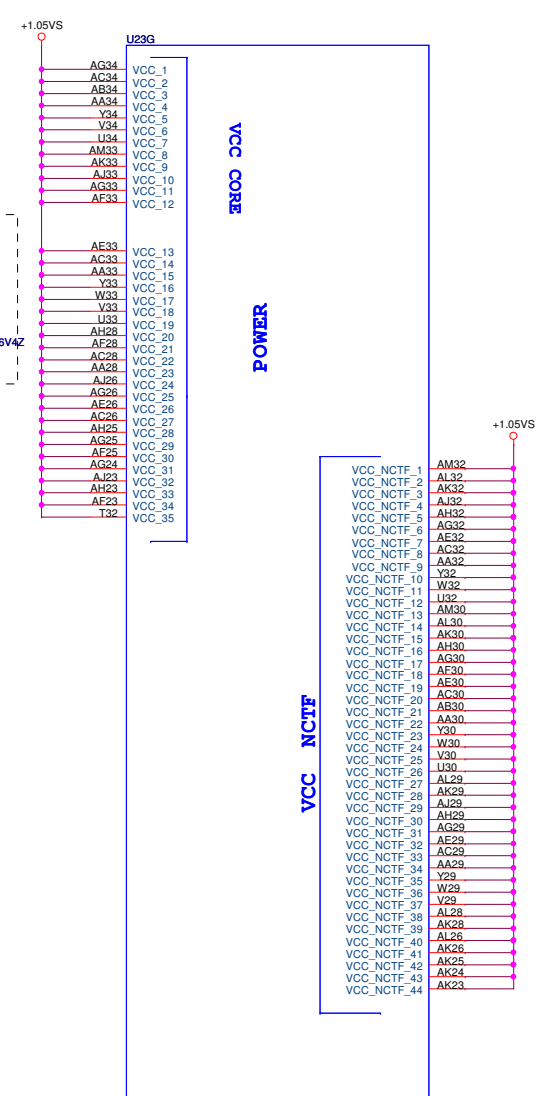 +1.05VS
U23G
AG34 VCC_1
AC34 VCC_2
AB34 VCC_3
AA34 VCC_4
Y34 VCC_5
V34 VCC_6
U34 VCC_7
AM33 VCC_8
AK33 VCC_9
AJ33 VCC_10
AG33 VCC_11
AF33 VCC_12
VCC CORE
AE33 VCC_13
AC33 VCC_14
AA33 VCC_15
Y33 VCC_16
W33 VCC_17
V33 VCC_18
U33 VCC_19
AH28 VCC_20
AF28 VCC_21
AC28 VCC_22
AA28 VCC_23
AJ26 VCC_24
AG26 VCC_25
AE26 VCC_26
AC26 VCC_27
AH25 VCC_28
AG25 VCC_29
AF25 VCC_30
AG24 VCC_31
AJ23 VCC_32
AH23 VCC_33
AF23 VCC_34
T32 VCC_35
6V4Z
POWER
+1.05VS
VCC_NCTF_1 AM32
VCC_NCTF_2 AL32
VCC_NCTF_3 AK32
VCC_NCTF_4 AJ32
VCC_NCTF_5 AH32
VCC_NCTF_6 AG32
VCC_NCTF_7 AE32
VCC_NCTF_8 AC32
VCC_NCTF_9 AA32
VCC_NCTF_10 Y32
VCC_NCTF_11 W32
VCC_NCTF_12 U32
VCC_NCTF_13 AM30
VCC_NCTF_14 AL30
VCC_NCTF_15 AK30
VCC_NCTF_16 AH30
VCC_NCTF_17 AG30
VCC_NCTF_18 AF30
VCC_NCTF_19 AE30
VCC_NCTF_20 AC30
VCC_NCTF_21 AB30
VCC_NCTF_22 AA30
VCC_NCTF_23 Y30
VCC_NCTF_24 W30
VCC_NCTF_25 V30
VCC_NCTF_26 U30
VCC_NCTF_27 AL29
VCC_NCTF_28 AK29
VCC_NCTF_29 AJ29
VCC_NCTF_30 AH29
VCC_NCTF_31 AG29
VCC_NCTF_32 AE29
VCC_NCTF_33 AC29
VCC_NCTF_34 AA29
VCC_NCTF_35 Y29
VCC_NCTF_36 W29
VCC_NCTF_37 V29
VCC_NCTF_38 AL28
VCC_NCTF_39 AK28
VCC_NCTF_40 AL26
VCC_NCTF_41 AK26
VCC_NCTF_42 AK25
VCC_NCTF_43 AK24
VCC_NCTF_44 AK23
VCC NCTF